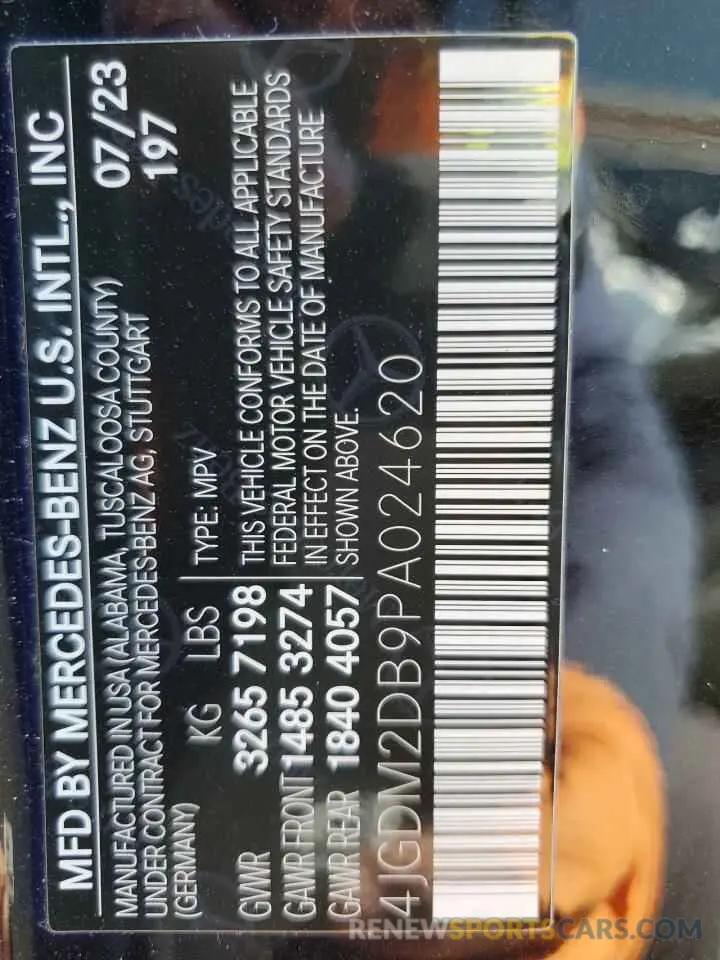 MFD BY MERCEDES-BENZ U.S. INTL., INC
MANUFACTURED IN USA (ALABAMA, TUSCALOOSA COUNTY) 07/23
UNDER CONTRACT FOR MERCEDES-BENZ AG, STUTTGART 197
(GERMANY)
KG LBS TYPE: MPV
GVWR 3265 7198
GAWR FRONT 1485 3274
GAWR REAR 1840 4057
THIS VEHICLE CONFORMS TO ALL APPLICABLE
FEDERAL MOTOR VEHICLE SAFETY STANDARDS
IN EFFECT ON THE DATE OF MANUFACTURE
SHOWN ABOVE.
4JGDM2DB9PA024620
RENEWSPORTSCARS.COM